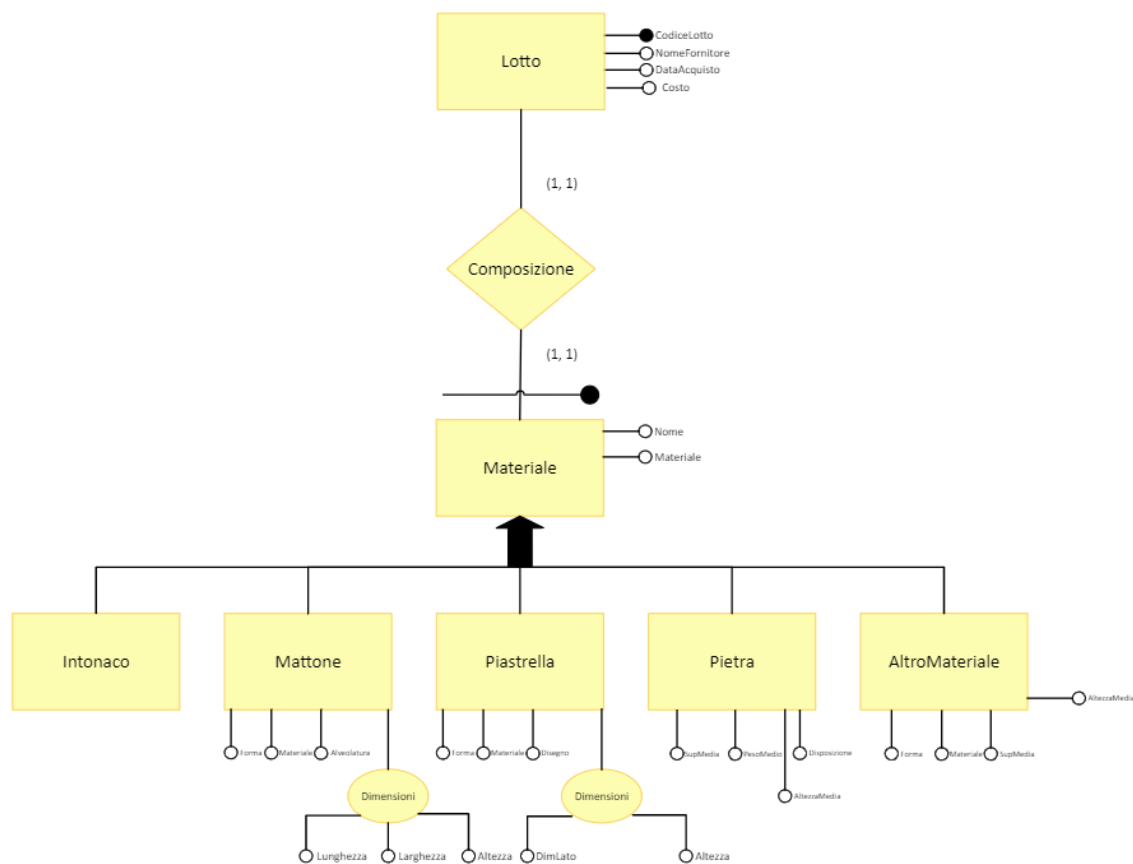 Lotto
CodiceLotto
NomeFornitore
DataAcquisto
Costo
(1, 1)
Composizione
(1, 1)
Materiale
Nome
Materiale
Intonaco
Mattone
Piastrella
Pietra
AltroMateriale
AltezzaMedia
Forma
Materiale
Alveolatura
Forma
Materiale
Disegno
SupMedia
PesoMedio
Disposizione
Forma
Materiale
SupMedia
Dimensioni
Dimensioni
AltezzaMedia
Lunghezza
Larghezza
Altezza
DimLato
Altezza